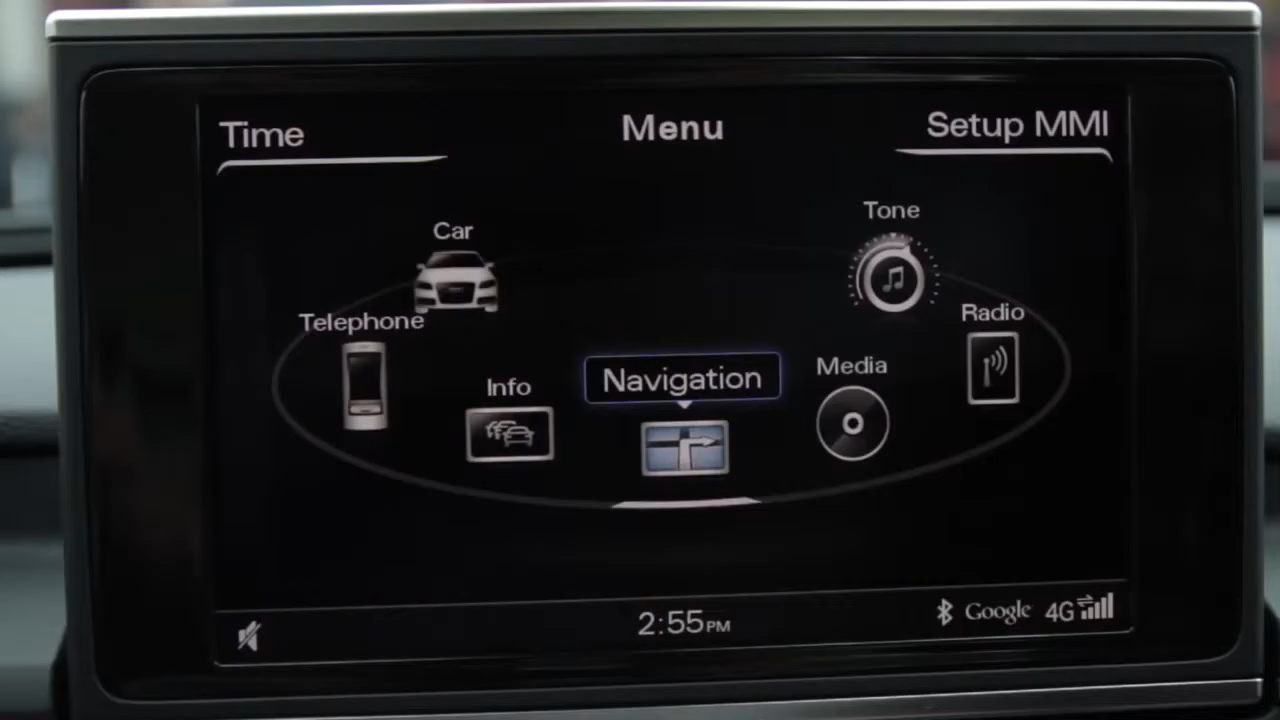 Time
Menu
Setup MMI
Car
Tone
Telephone
Radio
Info
Navigation
Media
2:55 PM
Google 4G